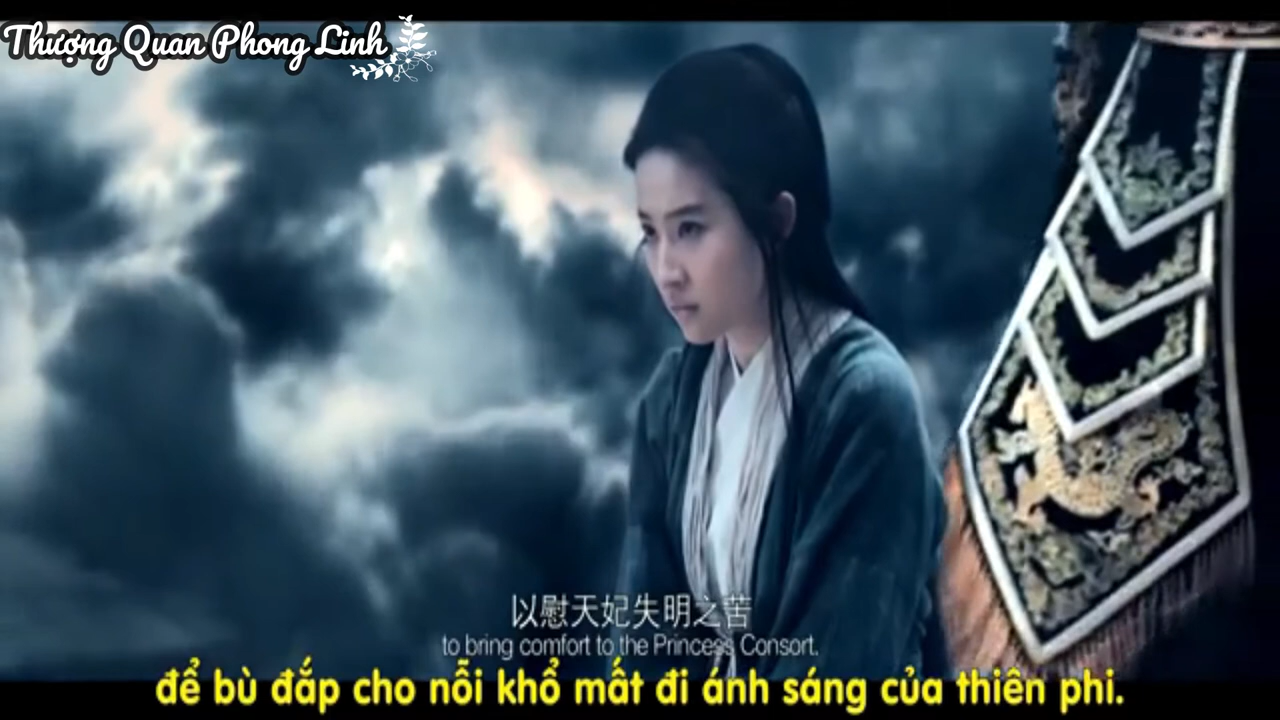 Thượng Quan Phong Linh
以慰天妃失明之苦
to bring comfort to the Princess Consort.
để bù đắp cho nỗi khổ mất đi ánh sáng của thiên phi.